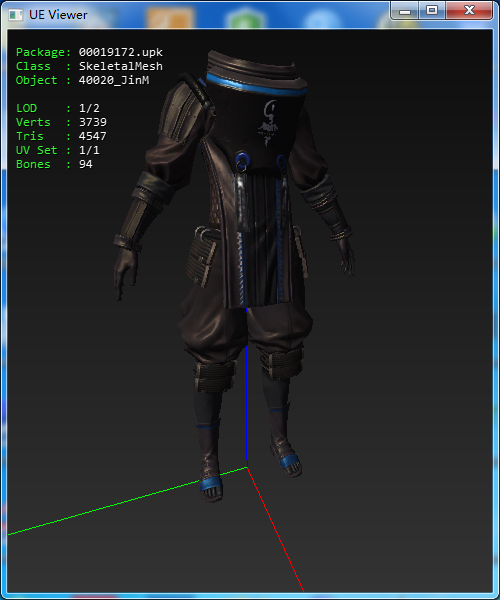 UE Viewer
Package: 00019172.upk
Class : SkeletalMesh
Object : 40020_JinM
LOD : 1/2
Verts : 3739
Tris : 4547
UV Set : 1/1
Bones : 94